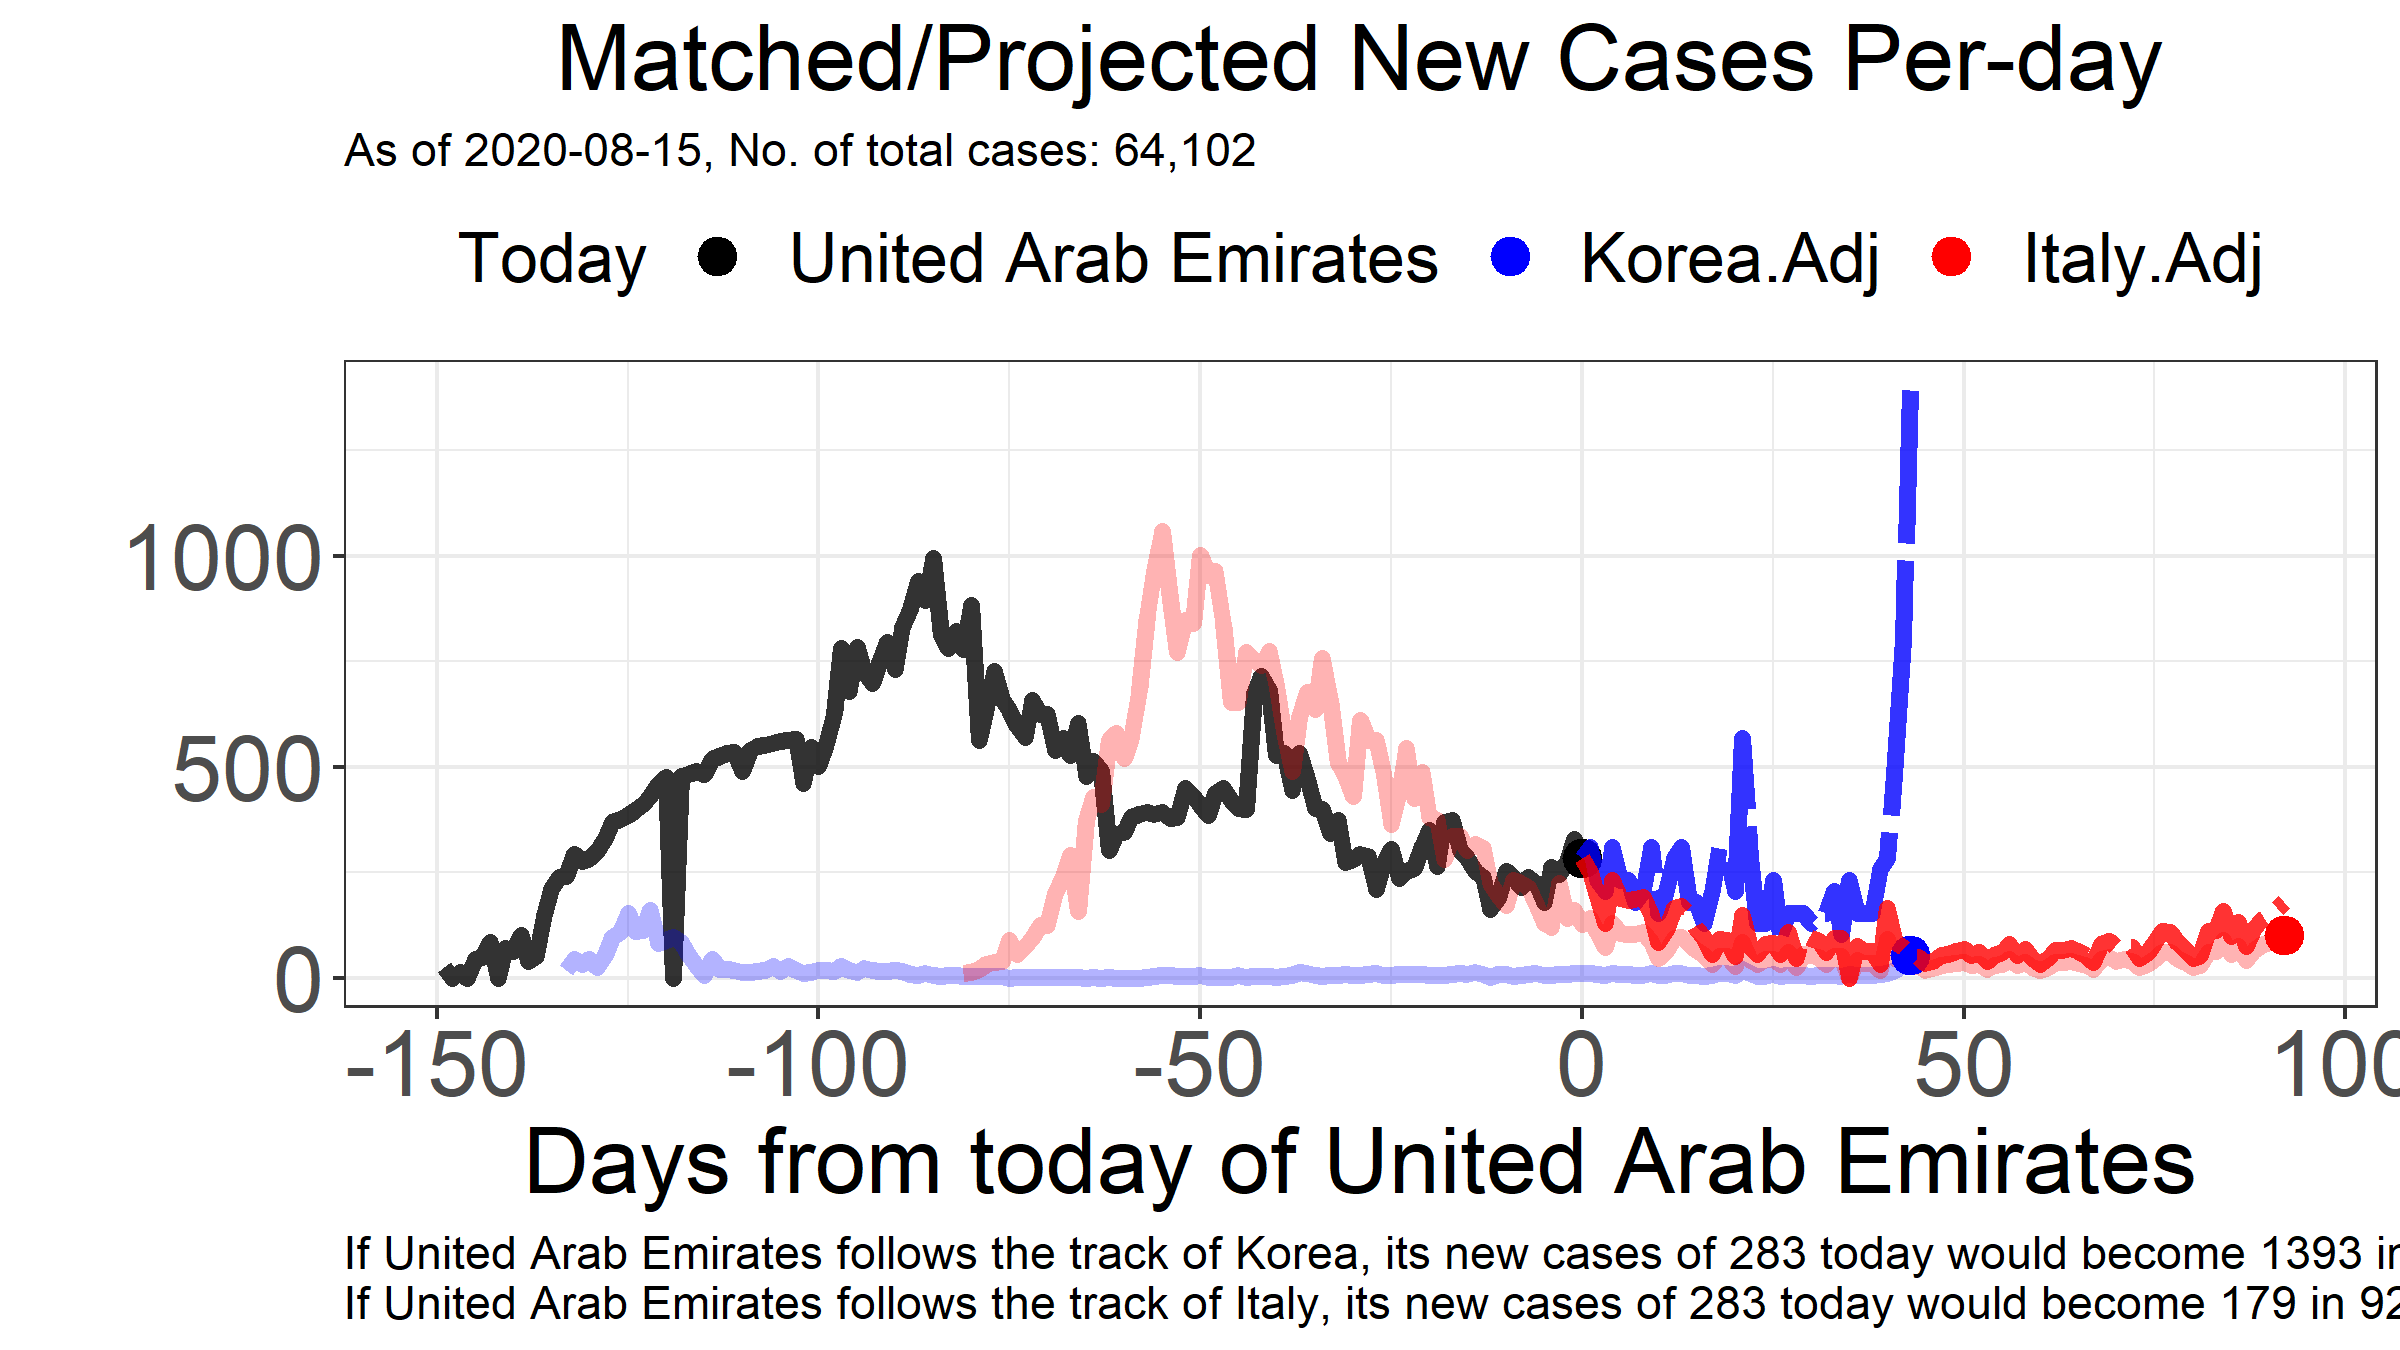 Matched/Projected New Cases Per-day
As of 2020-08-15, No. of total cases: 64,102
Today United Arab Emirates Korea.Adj Italy.Adj
1000
500
0
-150 -100 -50 0 50 100
Days from today of United Arab Emirates
If United Arab Emirates follows the track of Korea, its new cases of 283 today would become 1393 in
If United Arab Emirates follows the track of Italy, its new cases of 283 today would become 179 in 92